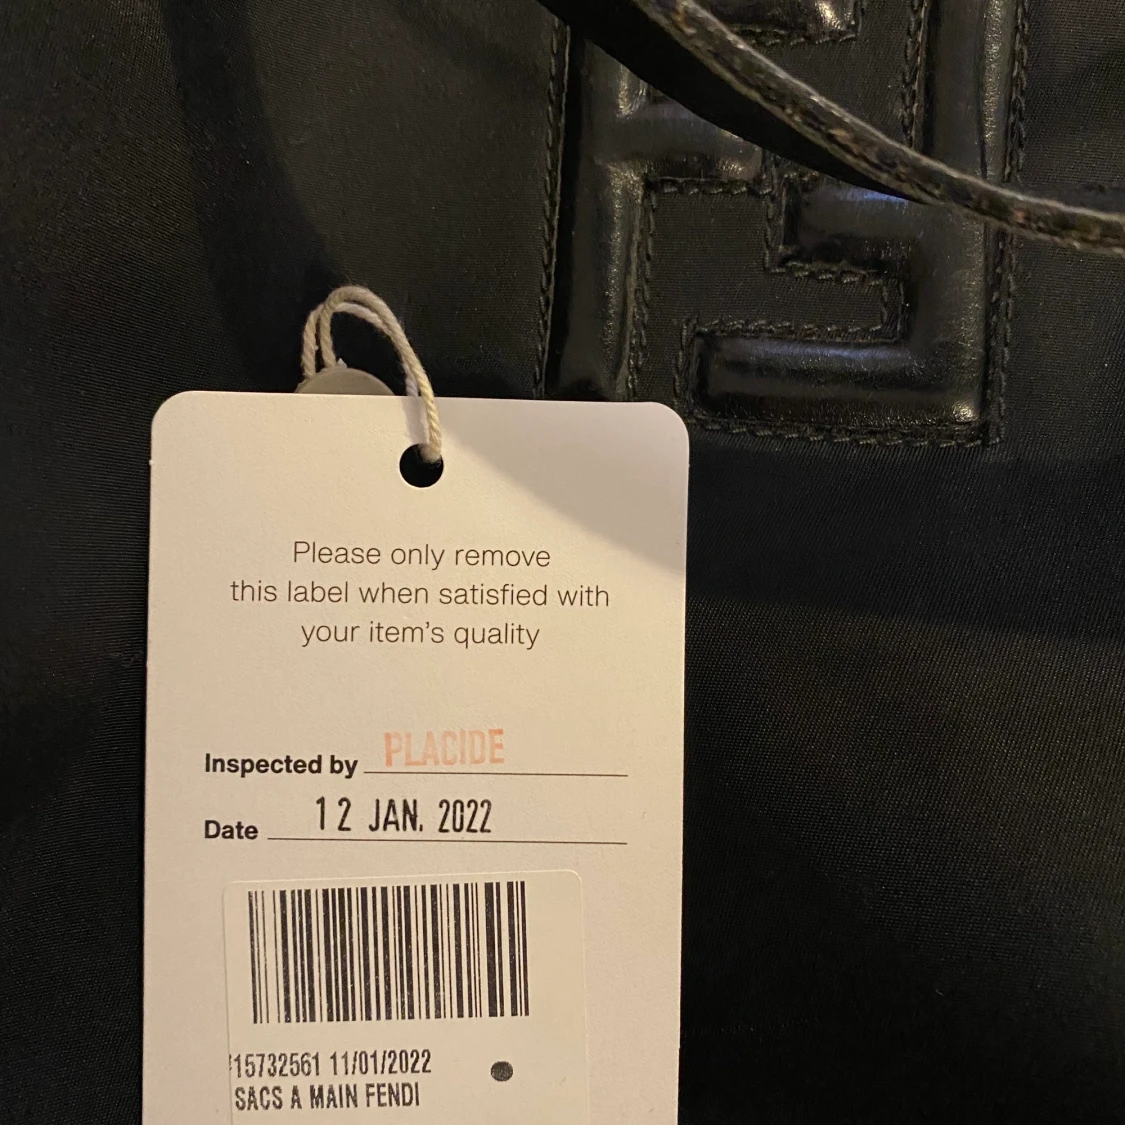 Please only remove
this label when satisfied with
your item's quality
Inspected by PLACIDE
Date 12 JAN. 2022
15732561 11/01/2022
SACS A MAIN FENDI